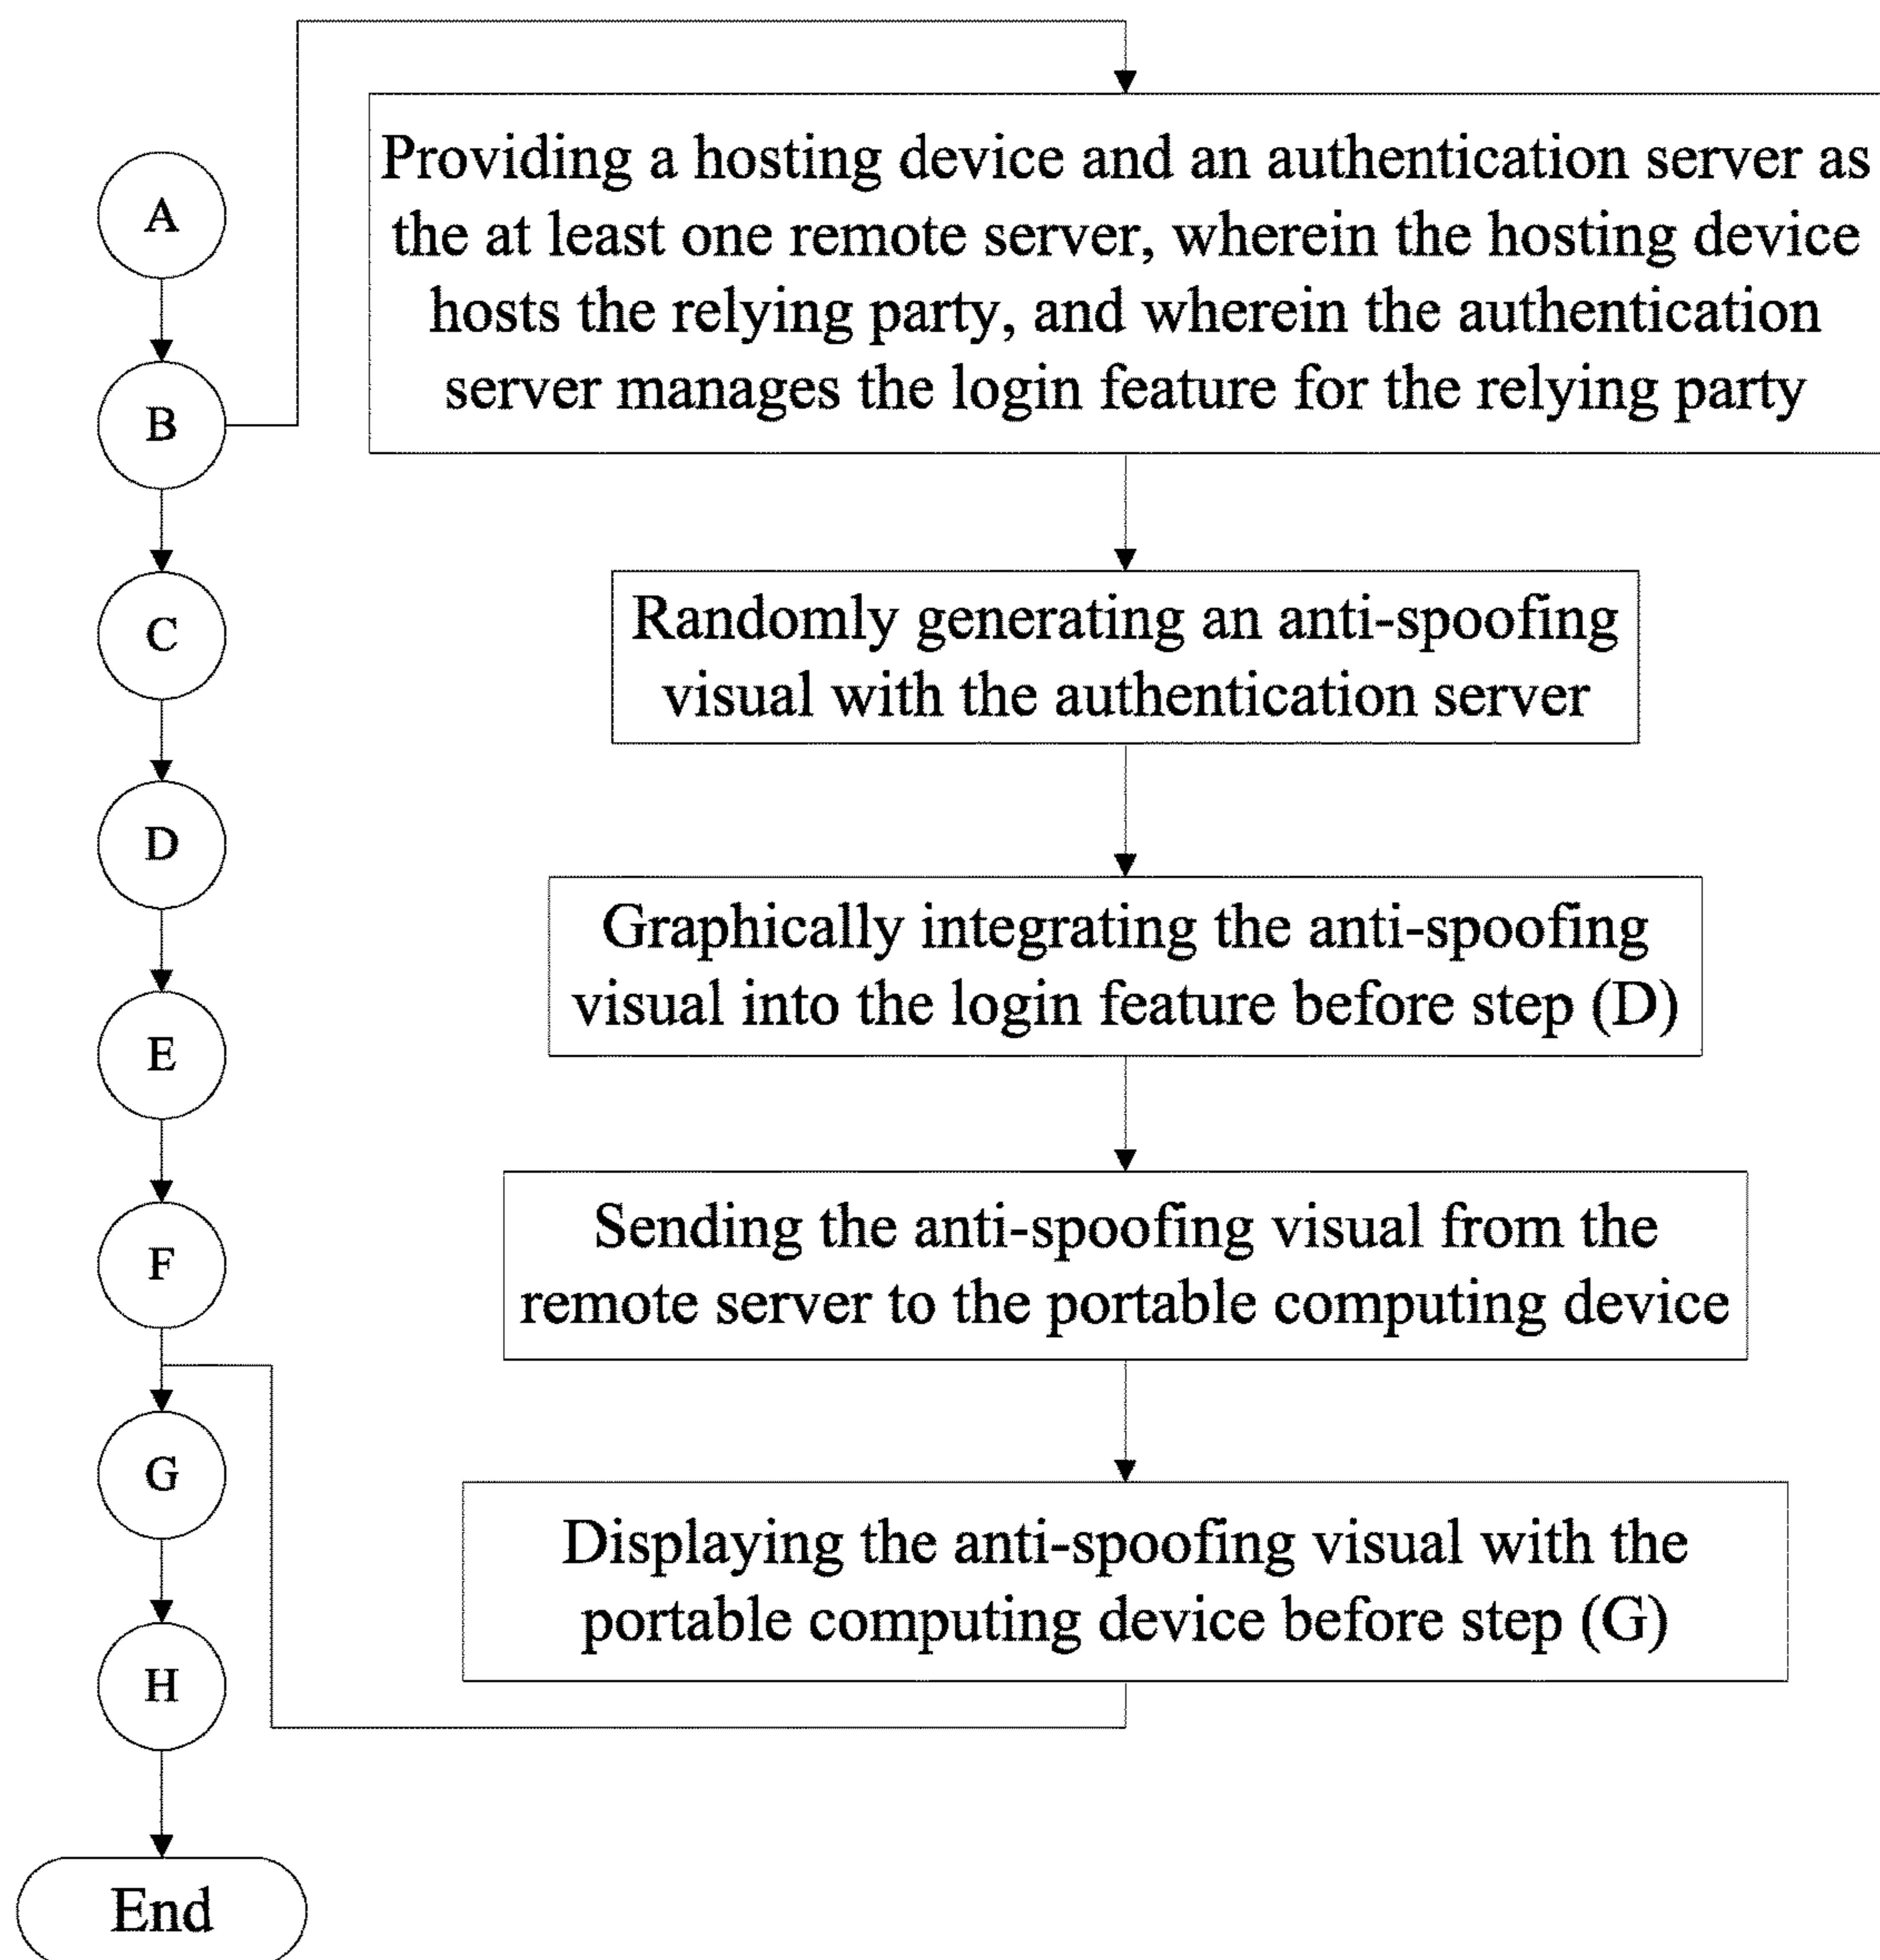 A
B
C
D
E
F
G
H
End
Providing a hosting device and an authentication server as
the at least one remote server, wherein the hosting device
hosts the relying party, and wherein the authentication
server manages the login feature for the relying party
Randomly generating an anti-spoofing
visual with the authentication server
Graphically integrating the anti-spoofing
visual into the login feature before step (D)
Sending the anti-spoofing visual from the
remote server to the portable computing device
Displaying the anti-spoofing visual with the
portable computing device before step (G)